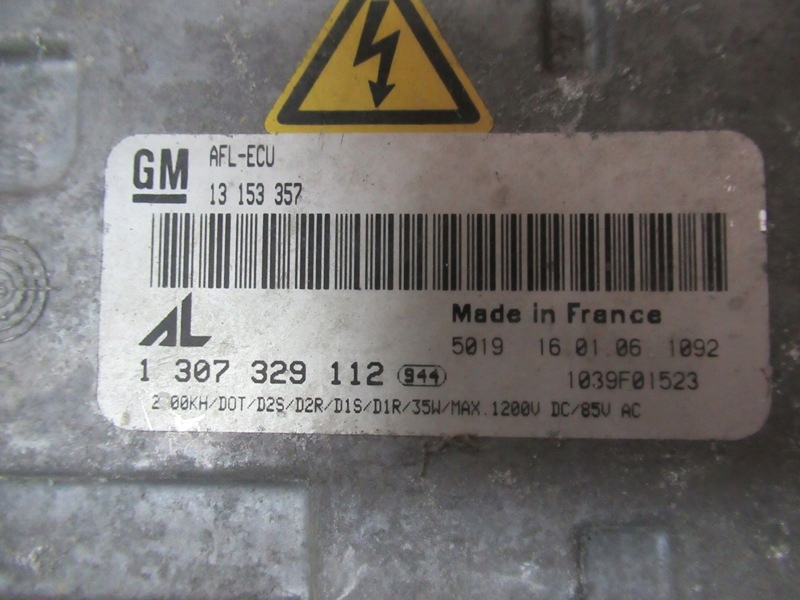 GM AFL-ECU
13 153 357
AL
Made in France
5019 16.01.06 1092
1 307 329 112 944
1039F01523
2.00KH/DOT/D2S/D2R/D1S/D1R/35W/MAX.1200V DC/85V AC